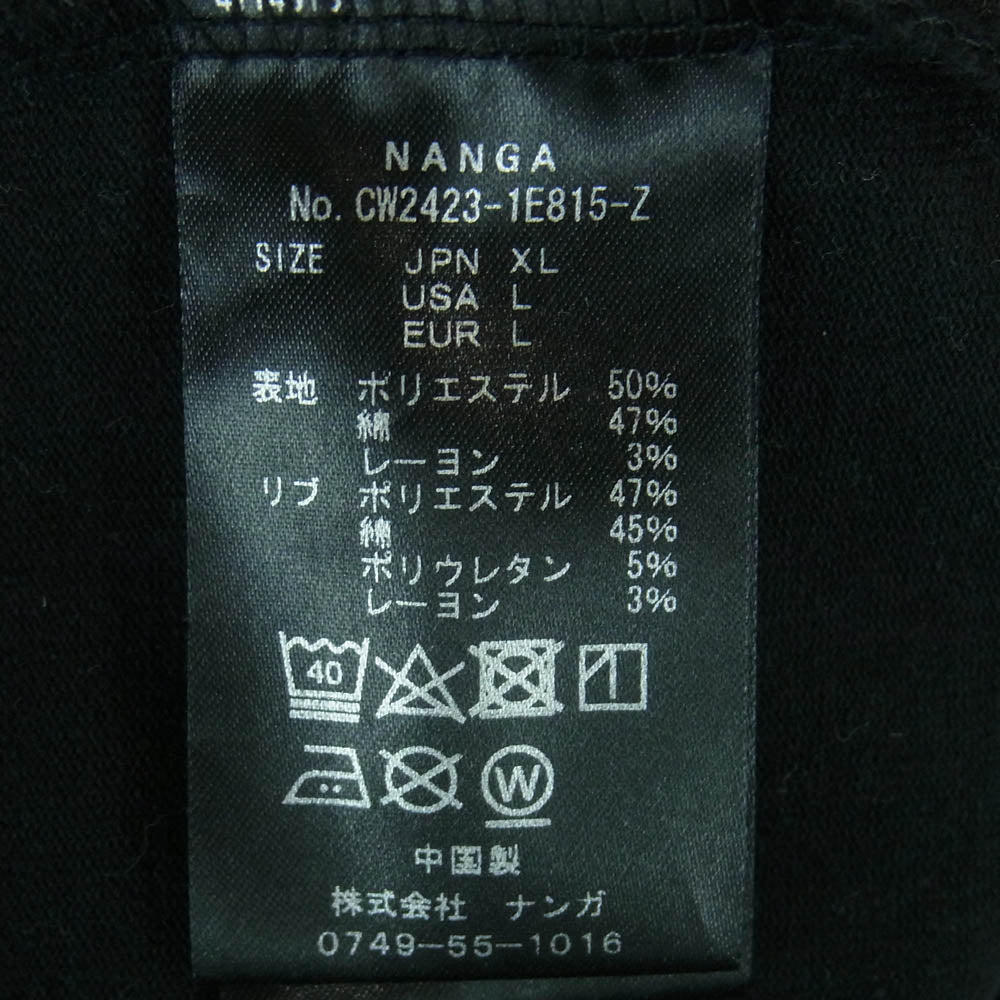 NANGA
No. CW2423-1E815-Z
SIZE JPN XL
USA L
EUR L
表地 ポリエステル 50%
綿 47%
レーヨン 3%
リブ ポリエステル 47%
綿 45%
ポリウレタン 5%
レーヨン 3%
40
W
中国製
株式会社 ナンガ
0749-55-1016